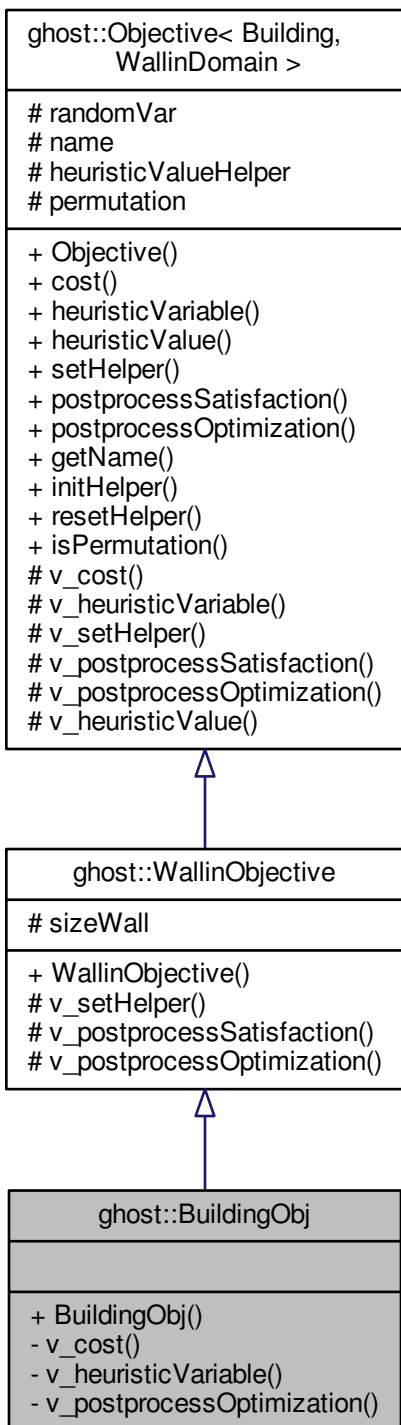 ghost::Objective< Building,
WallinDomain >
# randomVar
# name
# heuristicValueHelper
# permutation
+ Objective()
+ cost()
+ heuristicVariable()
+ heuristicValue()
+ setHelper()
+ postprocessSatisfaction()
+ postprocessOptimization()
+ getName()
+ initHelper()
+ resetHelper()
+ isPermutation()
# v_cost()
# v_heuristicVariable()
# v_setHelper()
# v_postprocessSatisfaction()
# v_postprocessOptimization()
# v_heuristicValue()
ghost::WallinObjective
# sizeWall
+ WallinObjective()
# v_setHelper()
# v_postprocessSatisfaction()
# v_postprocessOptimization()
ghost::BuildingObj
+ BuildingObj()
- v_cost()
- v_heuristicVariable()
- v_postprocessOptimization()